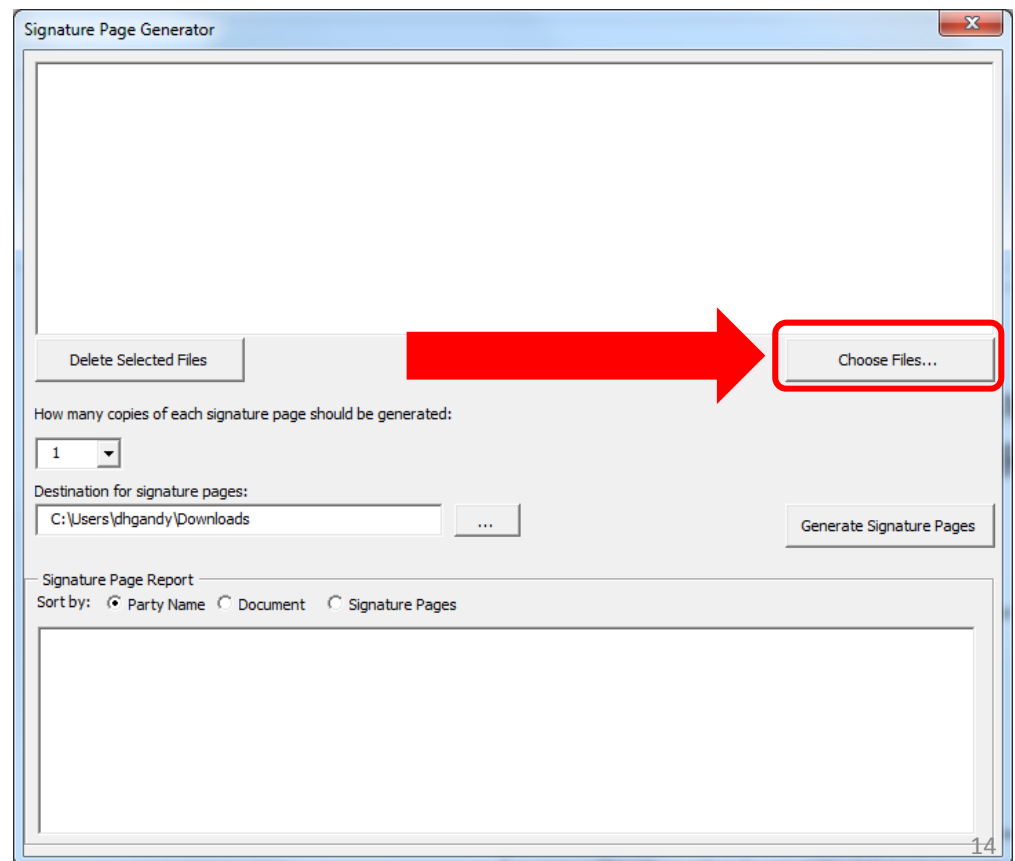 Signature Page Generator
X
Delete Selected Files
Choose Files...
How many copies of each signature page should be generated:
1
Destination for signature pages:
C:\Users\dhgandy\Downloads
...
Generate Signature Pages
Signature Page Report
Sort by: Party Name Document Signature Pages
14